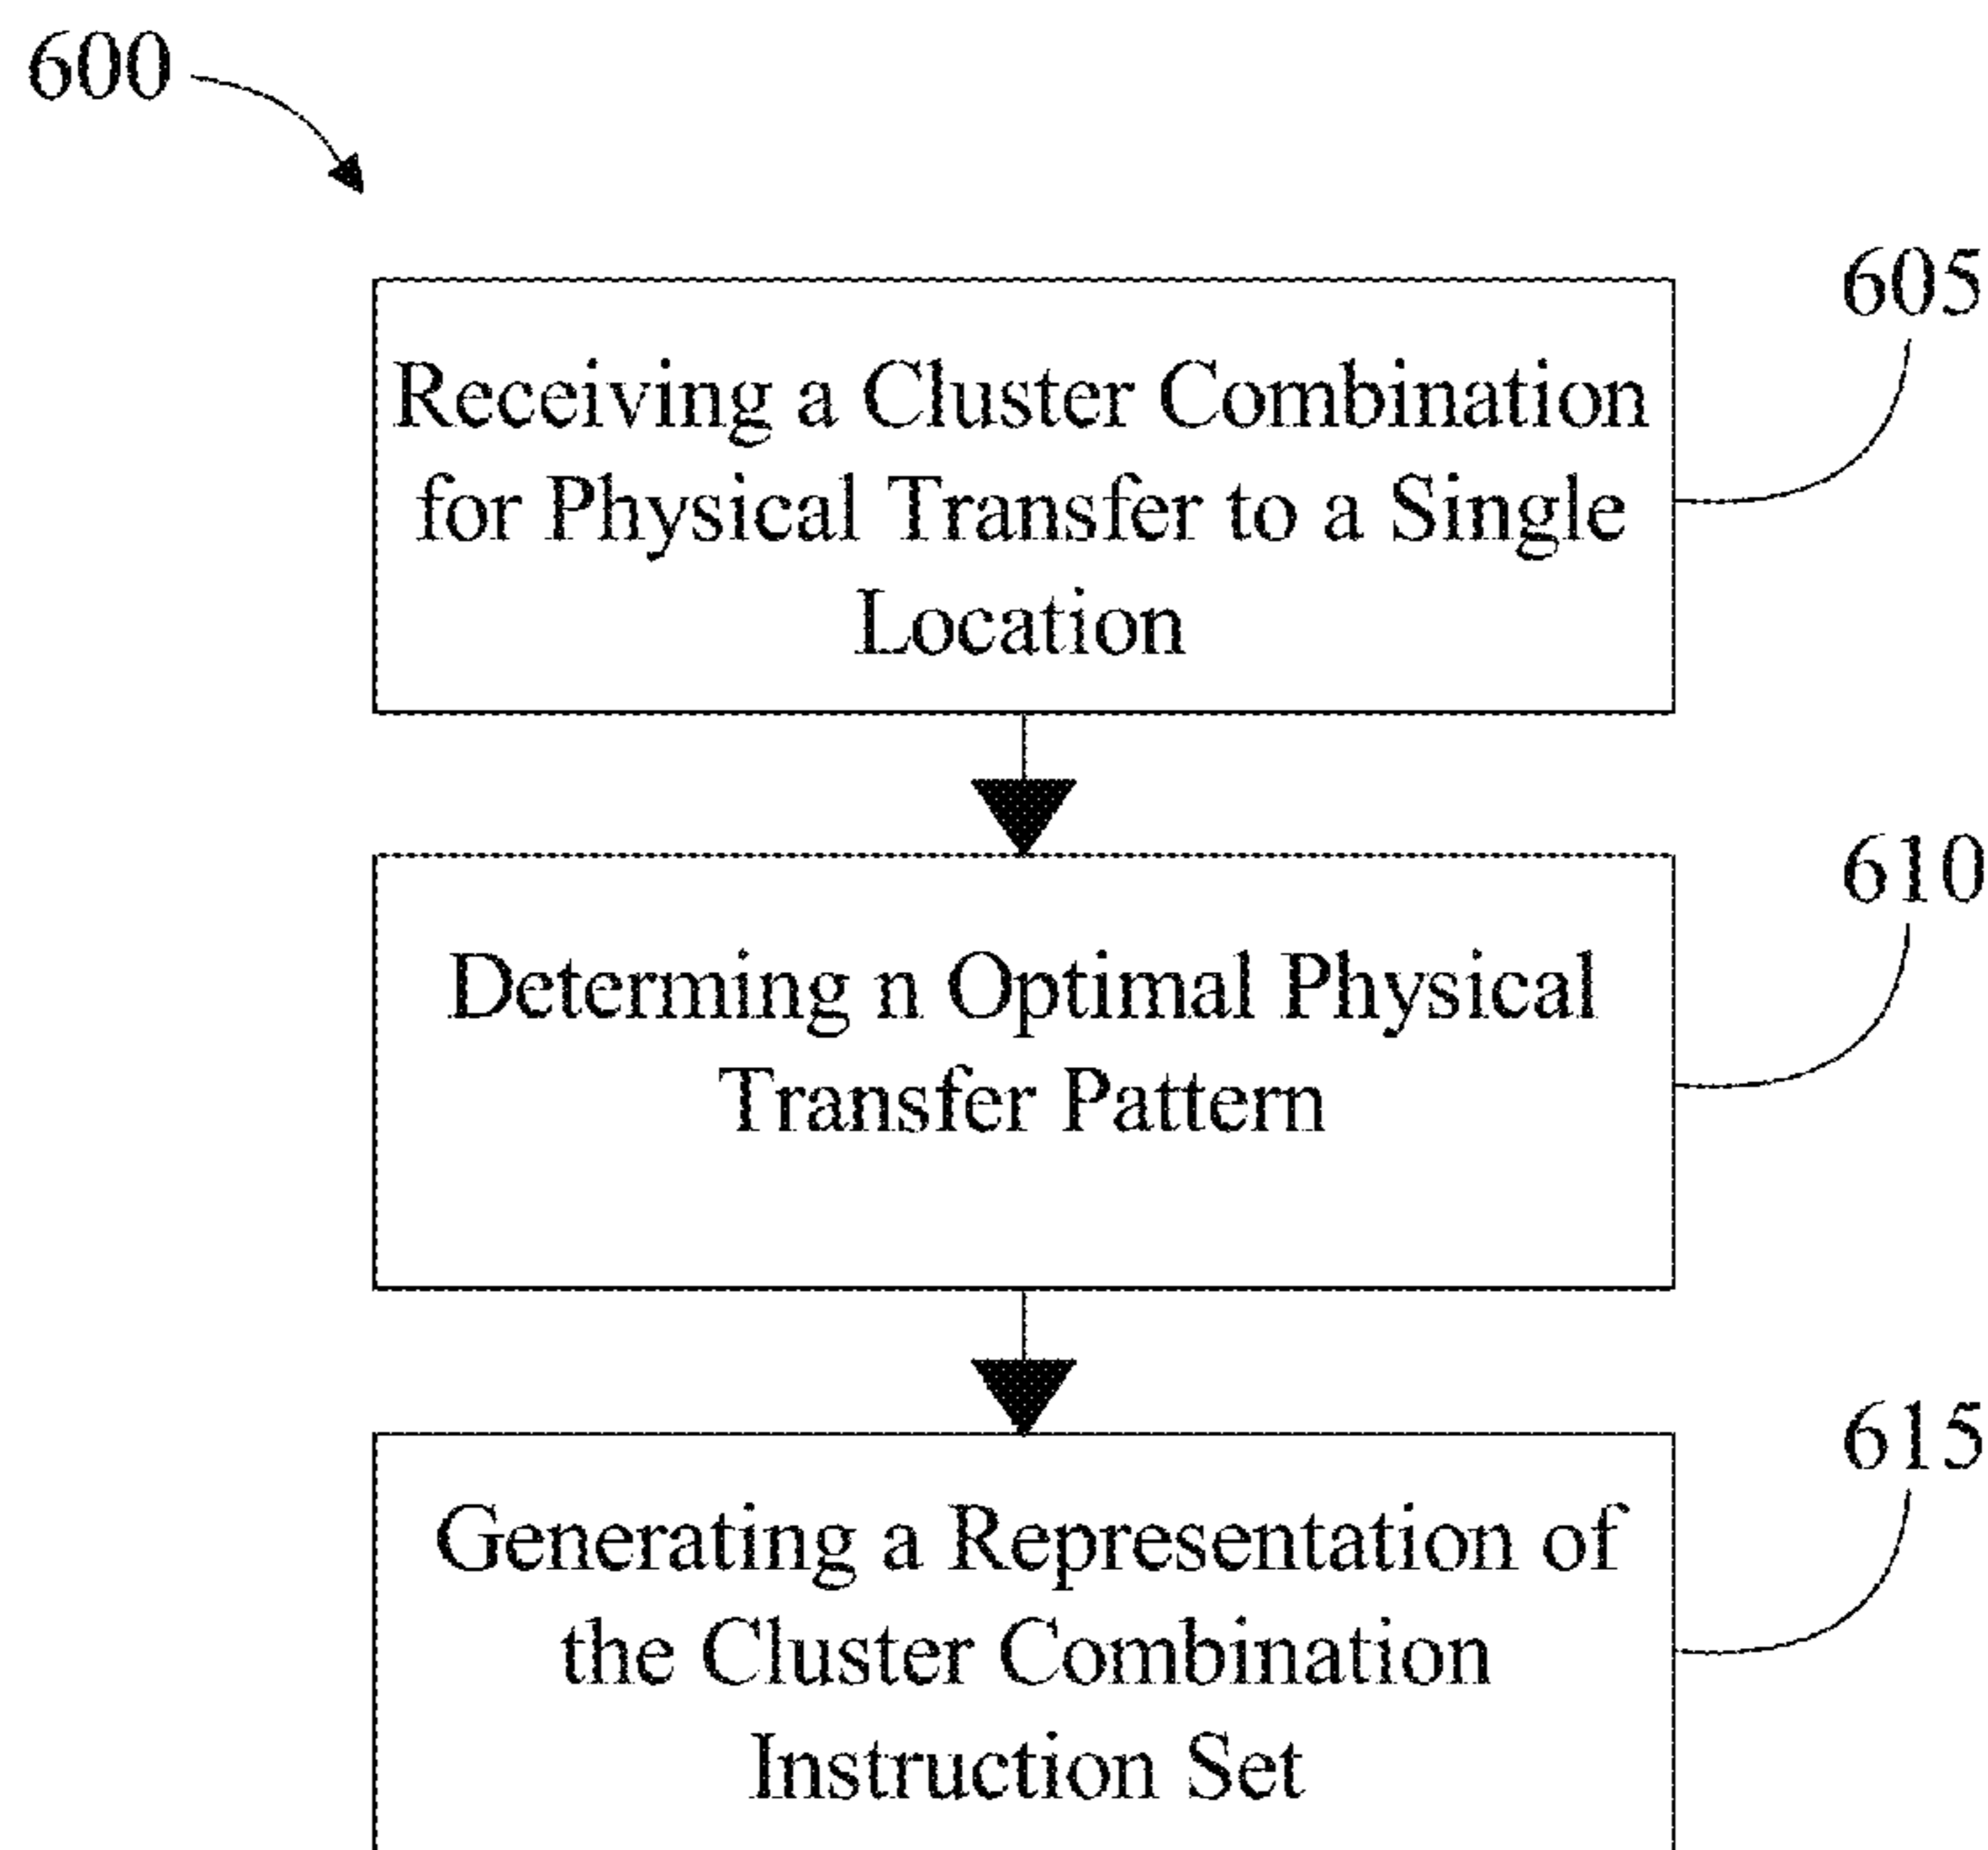 600
605
Receiving a Cluster Combination
for Physical Transfer to a Single
Location
610
Determing n Optimal Physical
Transfer Pattern
615
Generating a Representation of
the Cluster Combination
Instruction Set